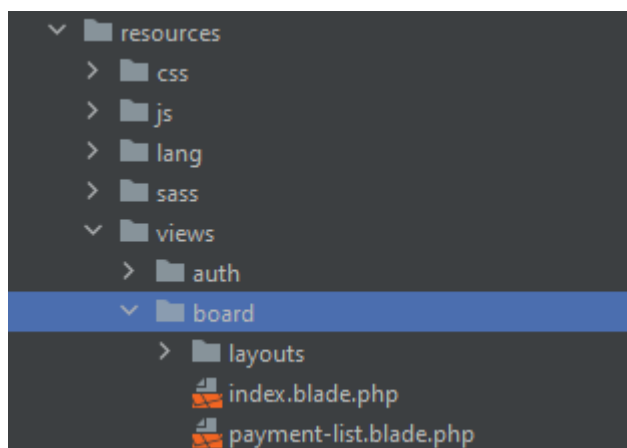 resources
css
js
lang
sass
views
auth
board
layouts
index.blade.php
payment-list.blade.php